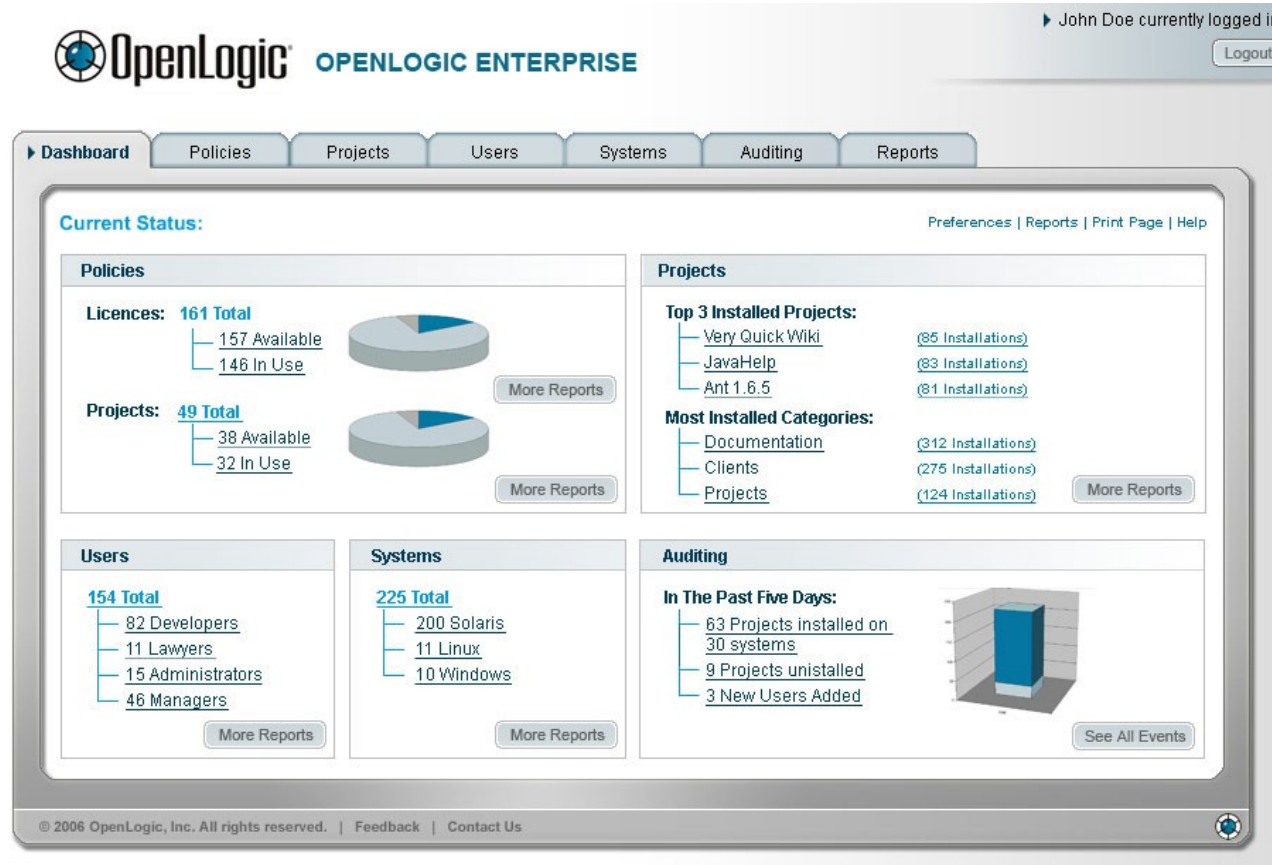 John Doe currently logged in
Logout
OpenLogic OPENLOGIC ENTERPRISE
Dashboard Policies Projects Users Systems Auditing Reports
Current Status:
Preferences | Reports | Print Page | Help
Policies
Licences: 161 Total
157 Available
146 In Use
More Reports
Projects: 49 Total
38 Available
32 In Use
More Reports
Projects
Top 3 Installed Projects:
Very Quick Wiki (85 Installations)
JavaHelp (83 Installations)
Ant 1.6.5 (81 Installations)
Most Installed Categories:
Documentation (312 Installations)
Clients (275 Installations)
Projects (124 Installations)
More Reports
Users
154 Total
82 Developers
11 Lawyers
15 Administrators
46 Managers
More Reports
Systems
225 Total
200 Solaris
11 Linux
10 Windows
More Reports
Auditing
In The Past Five Days:
63 Projects installed on
30 systems
9 Projects unistalled
3 New Users Added
See All Events
© 2006 OpenLogic, Inc. All rights reserved. | Feedback | Contact Us